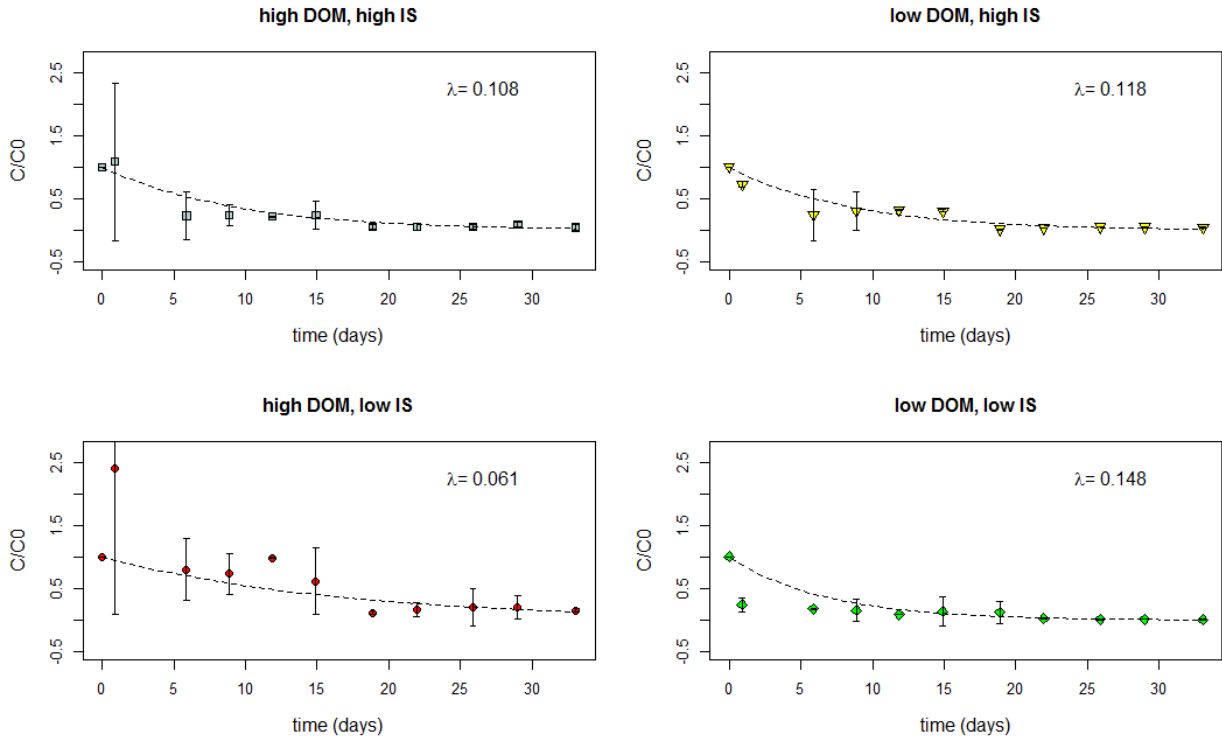 high DOM, high IS
C/C0
2.5
1.5
0.5
-0.5
λ= 0.108
0 5 10 15 20 25 30
time (days)
low DOM, high IS
C/C0
2.5
1.5
0.5
-0.5
λ= 0.118
0 5 10 15 20 25 30
time (days)
high DOM, low IS
C/C0
2.5
1.5
0.5
-0.5
λ= 0.061
0 5 10 15 20 25 30
time (days)
low DOM, low IS
C/C0
2.5
1.5
0.5
-0.5
λ= 0.148
0 5 10 15 20 25 30
time (days)